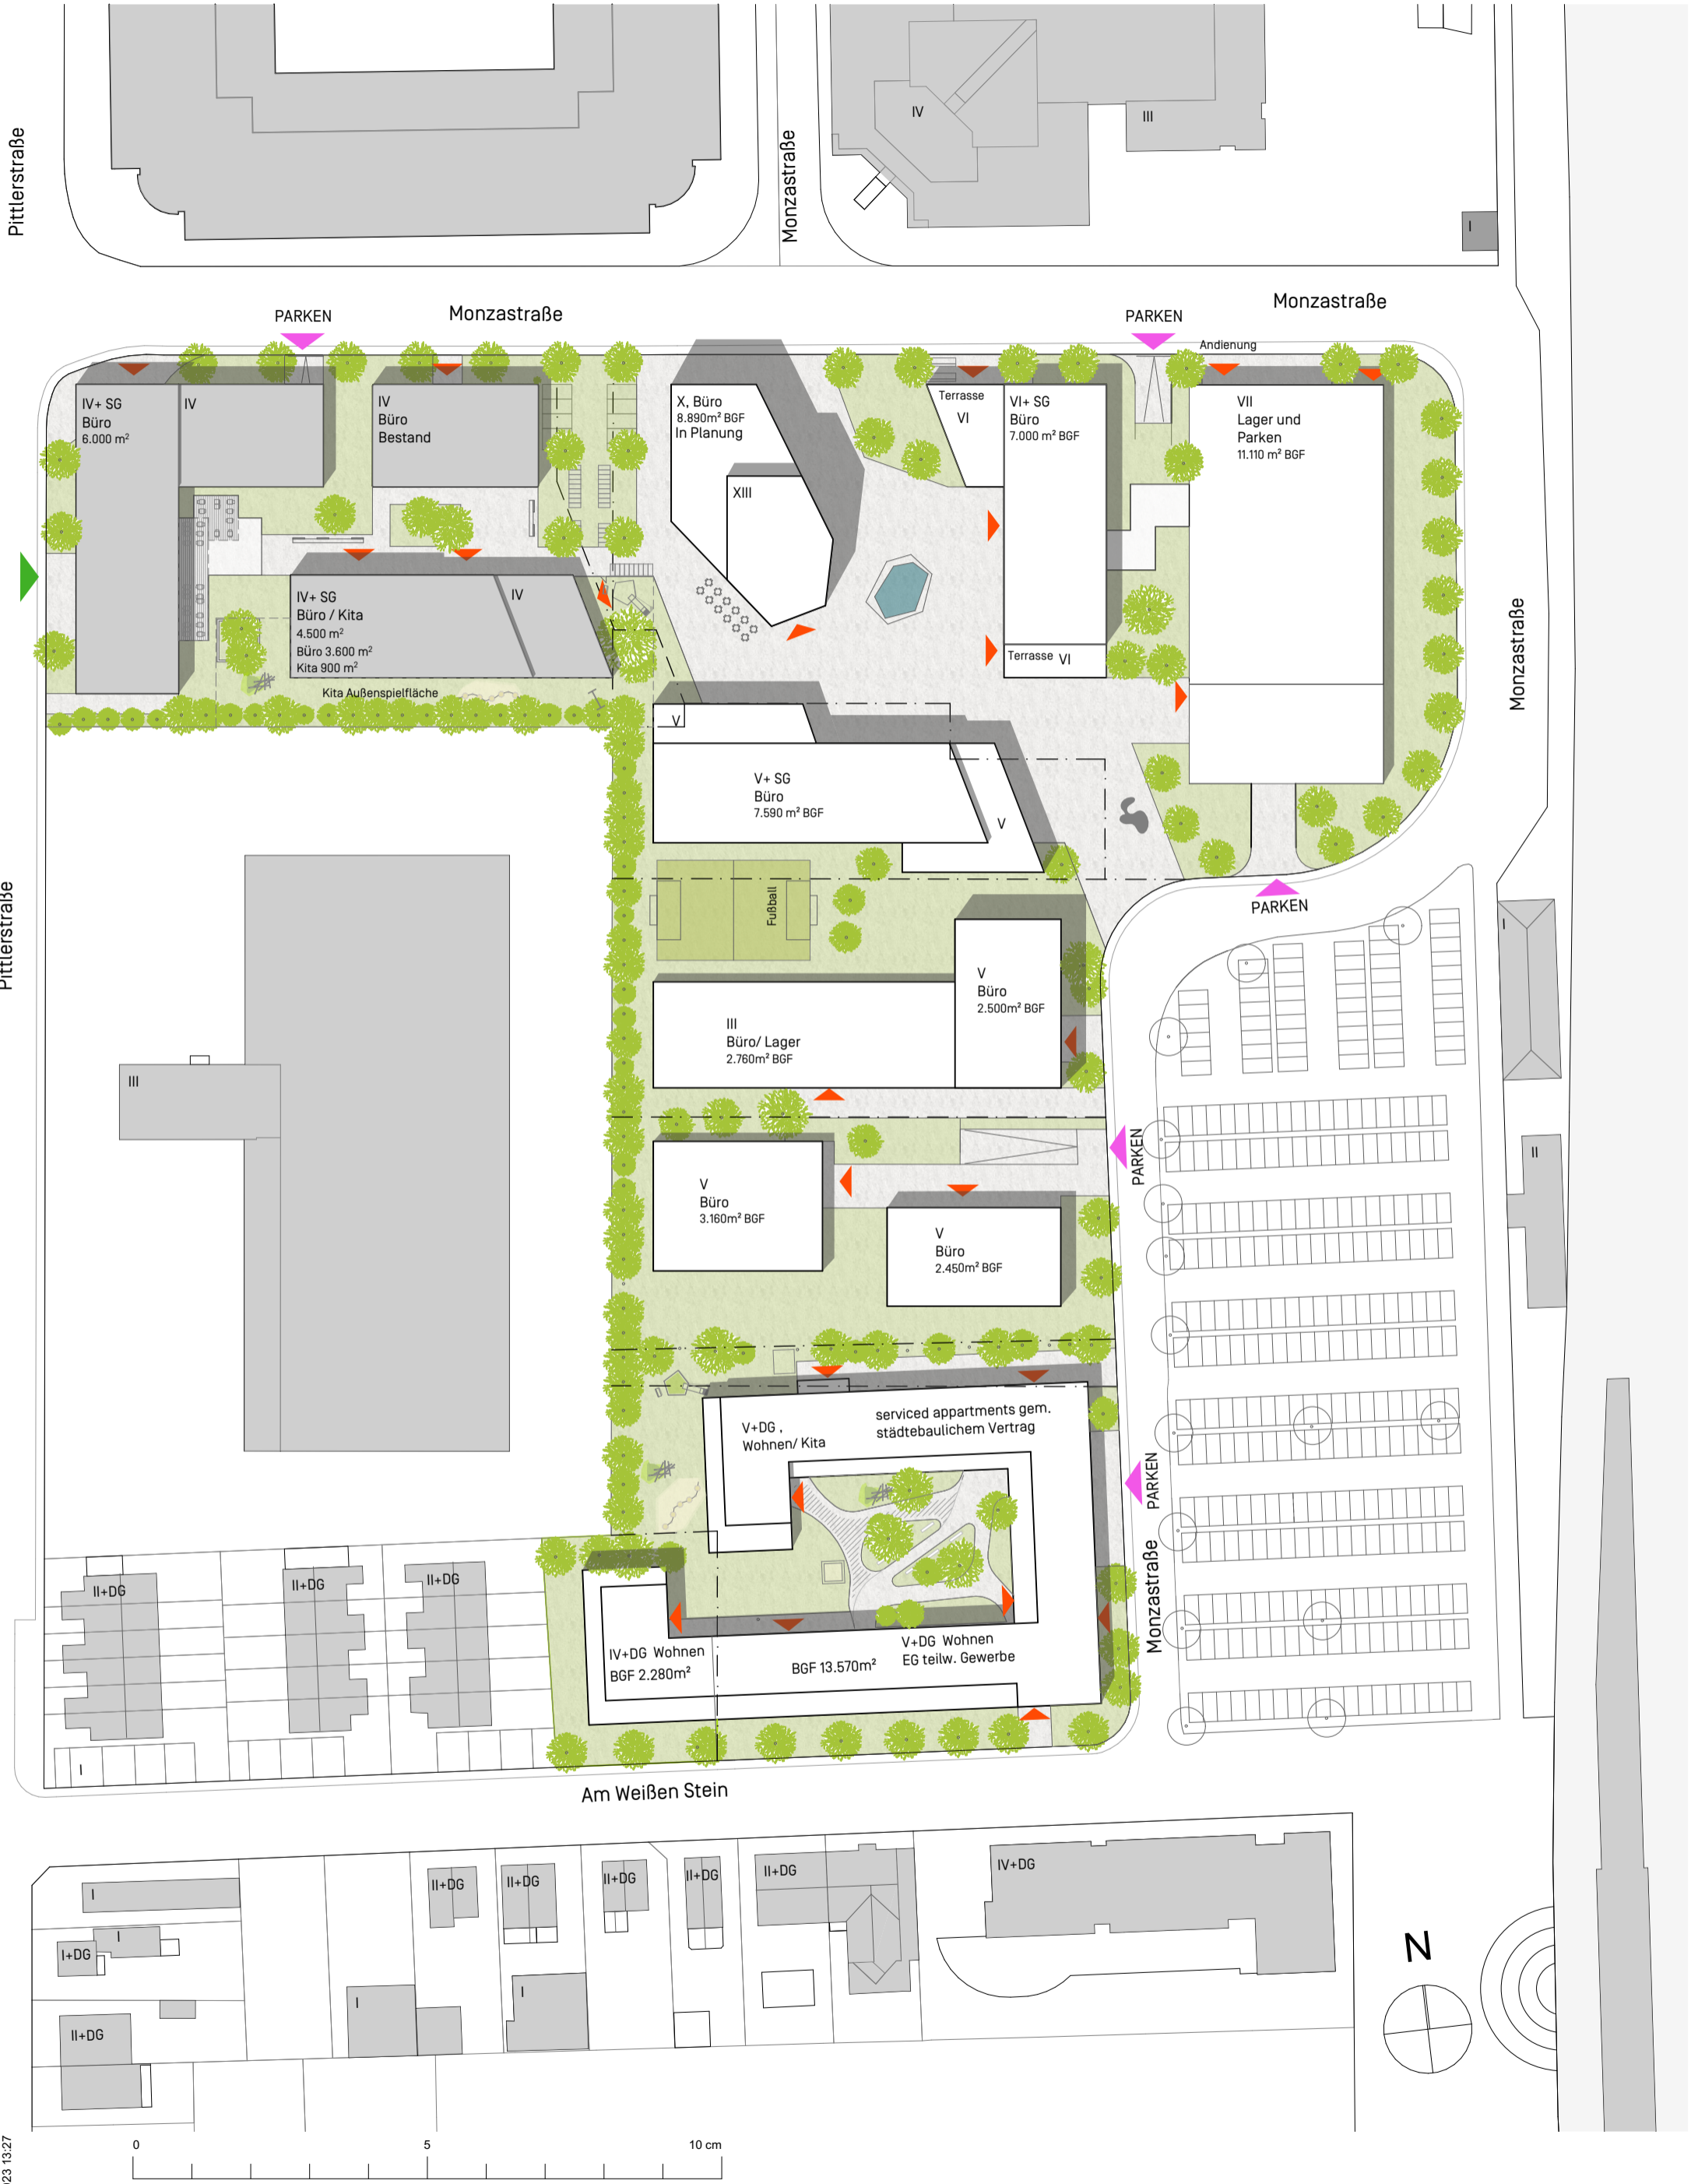 Pittlerstraße
Monzastraße
IV
III
I
PARKEN
Monzastraße
PARKEN
Monzastraße
Andienung
IV+ SG
Büro
6.000 m²
IV
IV
Büro
Bestand
X, Büro
8.890m² BGF
In Planung
XIII
Terrasse
VI
VI+ SG
Büro
7.000 m² BGF
VII
Lager und
Parken
11.110 m² BGF
IV+ SG
Büro / Kita
4.500 m²
Büro 3.600 m²
Kita 900 m²
IV
Kita Außenspielfläche
Terrasse VI
Monzastraße
V
V+ SG
Büro
7.590 m² BGF
V
Pittlerstraße
Fußball
PARKEN
I
V
Büro
2.500m² BGF
III
Büro/ Lager
2.760m² BGF
III
PARKEN
II
V
Büro
3.160m² BGF
V
Büro
2.450m² BGF
V+DG ,
Wohnen/ Kita
serviced appartments gem.
städtebaulichem Vertrag
PARKEN
Monzastraße
II+DG
II+DG
II+DG
IV+DG Wohnen
BGF 2.280m²
BGF 13.570m²
V+DG Wohnen
EG teilw. Gewerbe
I
Am Weißen Stein
I
I
I+DG
II+DG
II+DG
II+DG
II+DG
II+DG
II+DG
IV+DG
I
I
N
0
5
10 cm
23 13:27